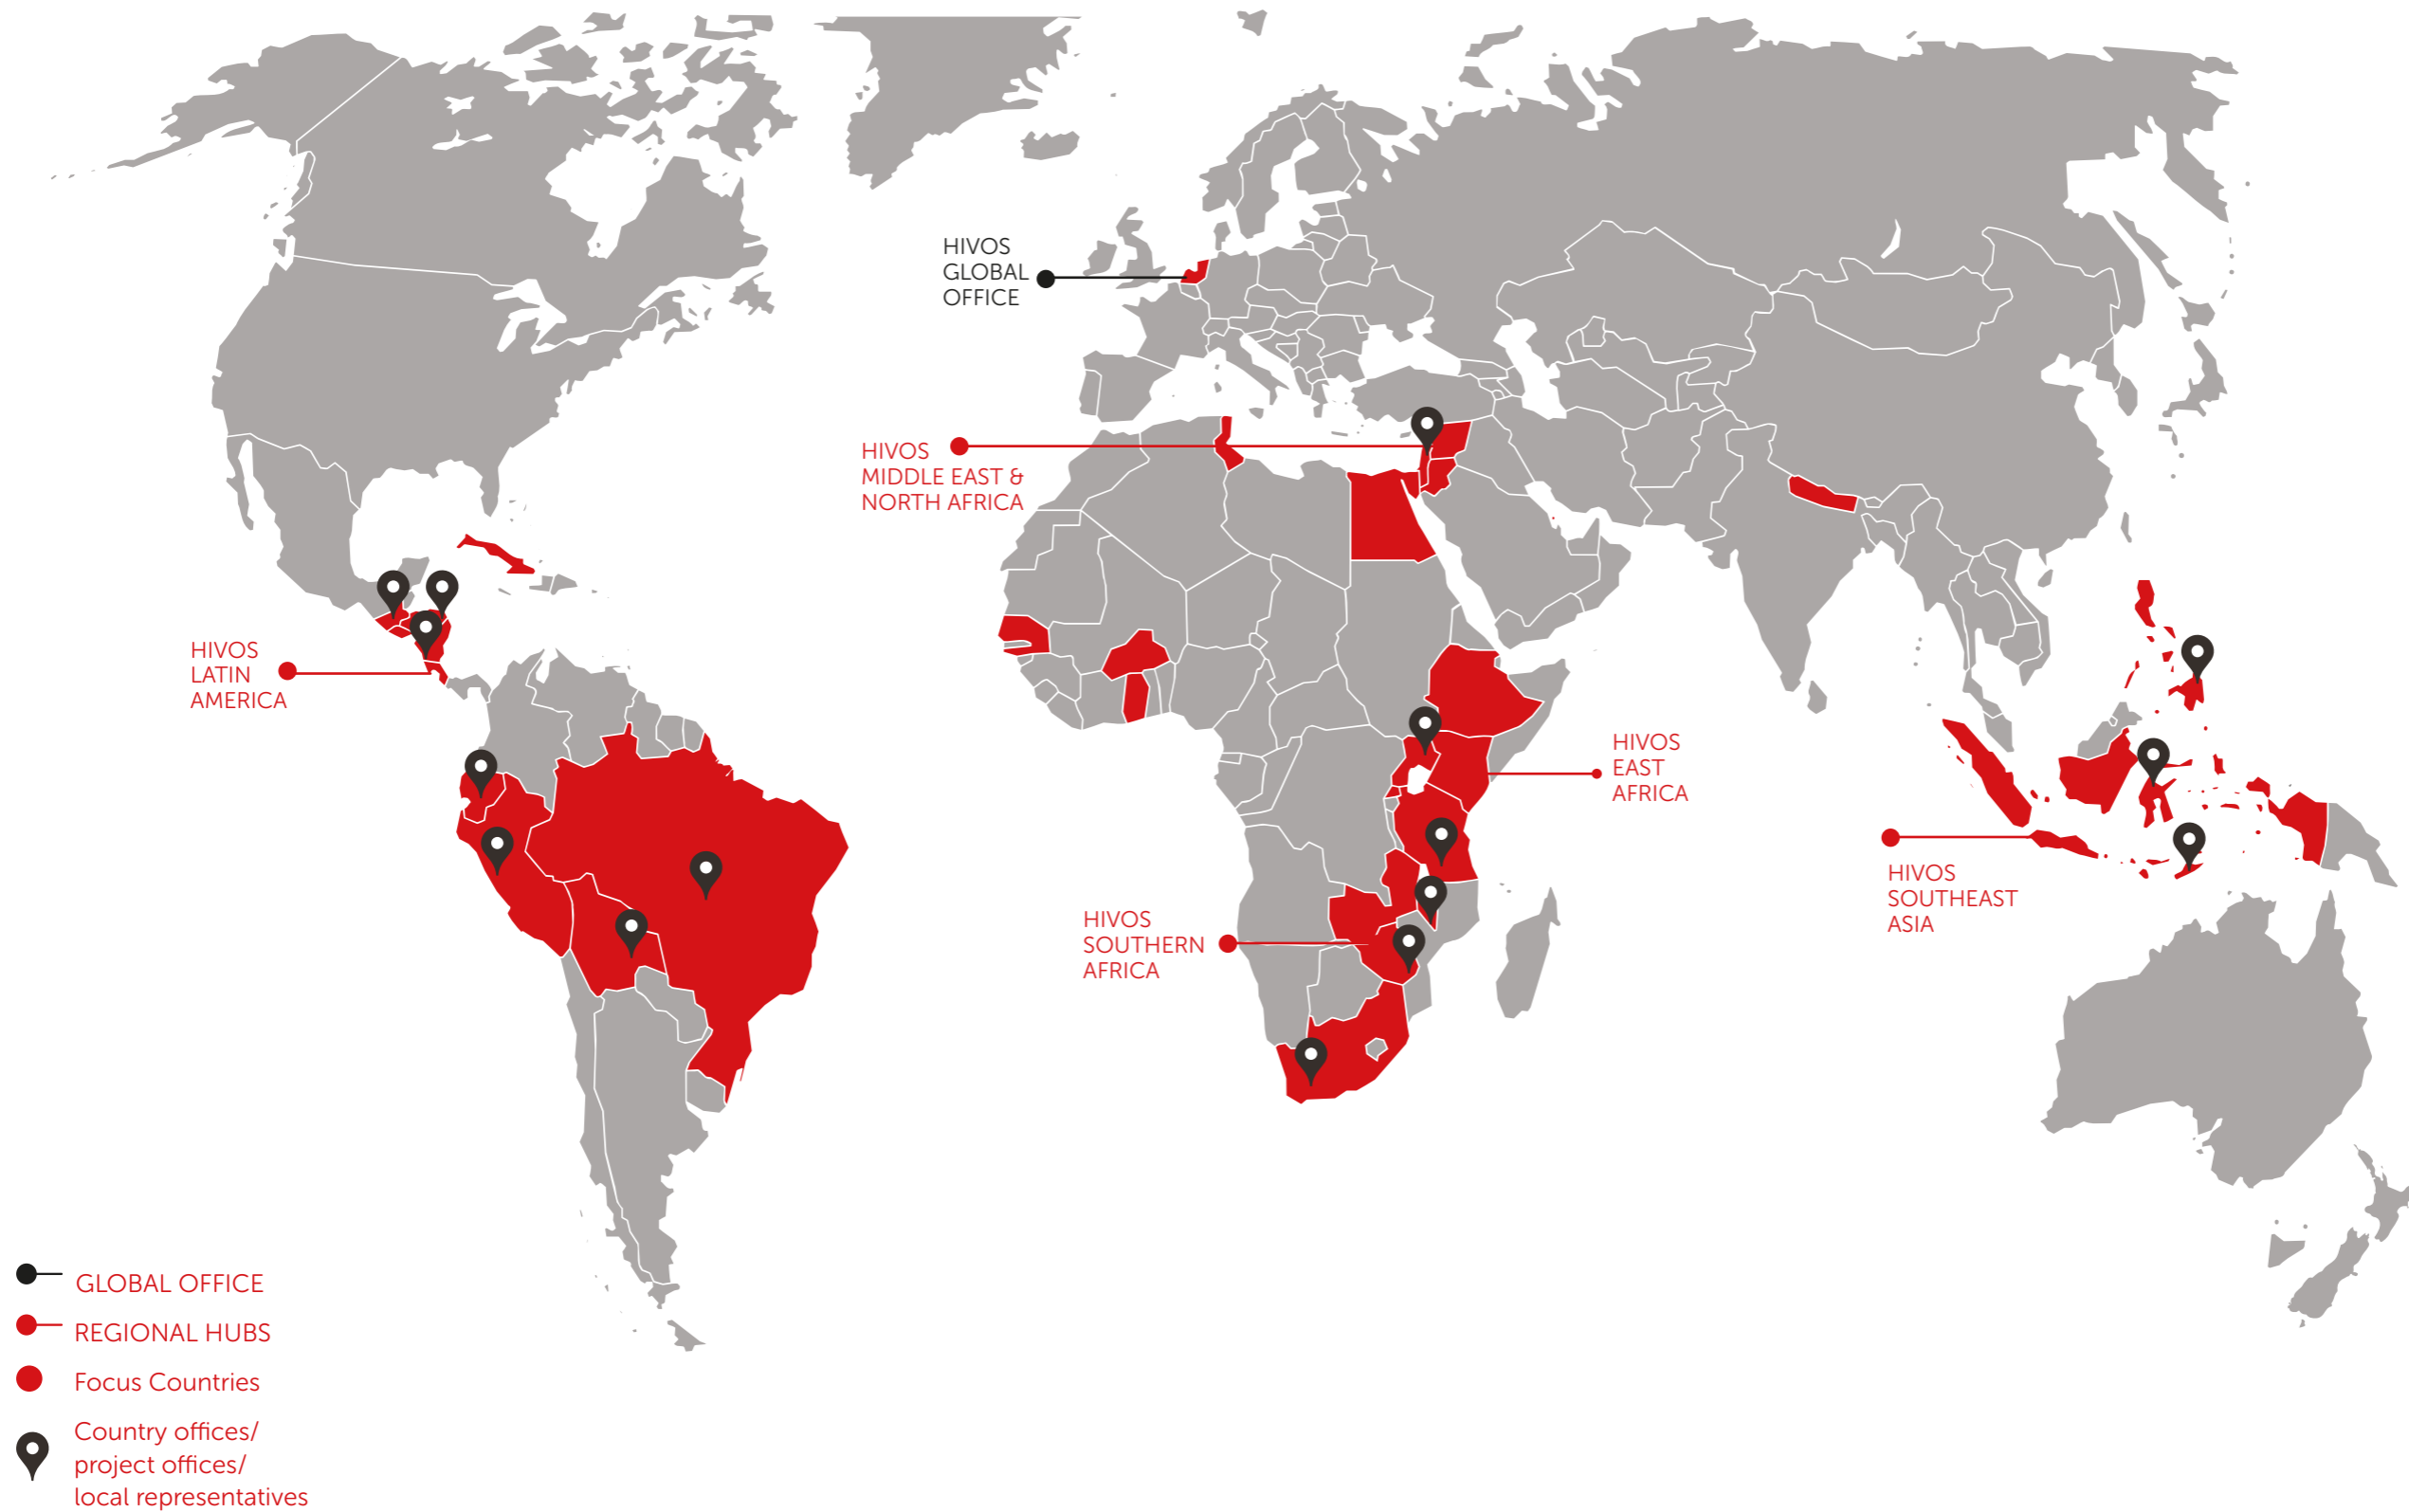 HIVOS
GLOBAL
OFFICE
HIVOS
MIDDLE EAST &
NORTH AFRICA
HIVOS
LATIN
AMERICA
HIVOS
EAST
AFRICA
HIVOS
SOUTHEAST
ASIA
HIVOS
SOUTHERN
AFRICA
GLOBAL OFFICE
REGIONAL HUBS
Focus Countries
Country offices/
project offices/
local representatives